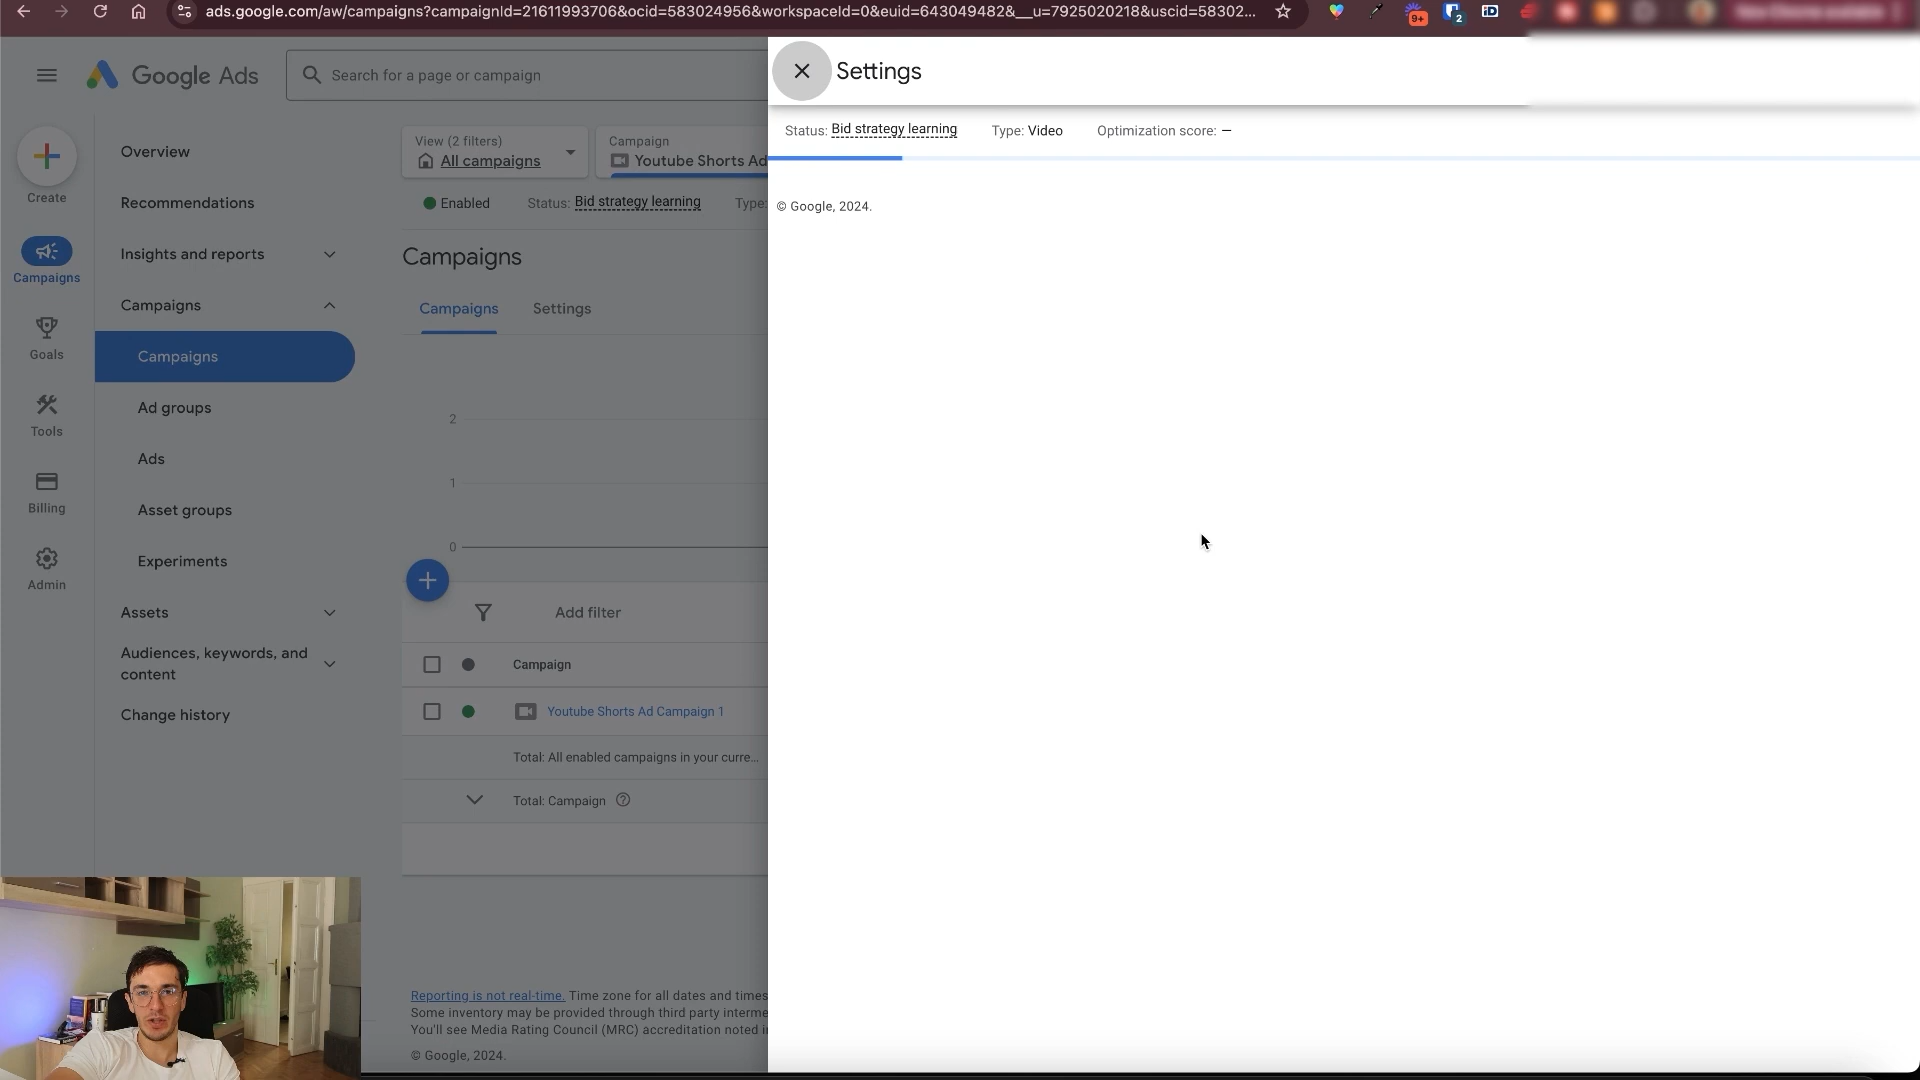 ads.google.com/aw/campaigns?campaignId=21611993706&ocid=583024956&workspaceId=0&euid=643049482&__u=7925020218&uscid=58302...
9+
2
Google Ads
Search for a page or campaign
Settings
Status: Bid strategy learning
Type: Video
Optimization score: —
© Google, 2024.
Create
Campaigns
Goals
Tools
Billing
Admin
Overview
Recommendations
Insights and reports
Campaigns
Campaigns
Ad groups
Ads
Asset groups
Experiments
Assets
Audiences, keywords, and
content
Change history
View (2 filters)
All campaigns
Campaign
Youtube Shorts Ad
Enabled
Status: Bid strategy learning
Type:
Campaigns
Campaigns
Settings
2
1
0
Add filter
Campaign
Youtube Shorts Ad Campaign 1
Total: All enabled campaigns in your curre...
Total: Campaign
Reporting is not real-time. Time zone for all dates and times
Some inventory may be provided through third party interme
You'll see Media Rating Council (MRC) accreditation noted i
© Google, 2024.